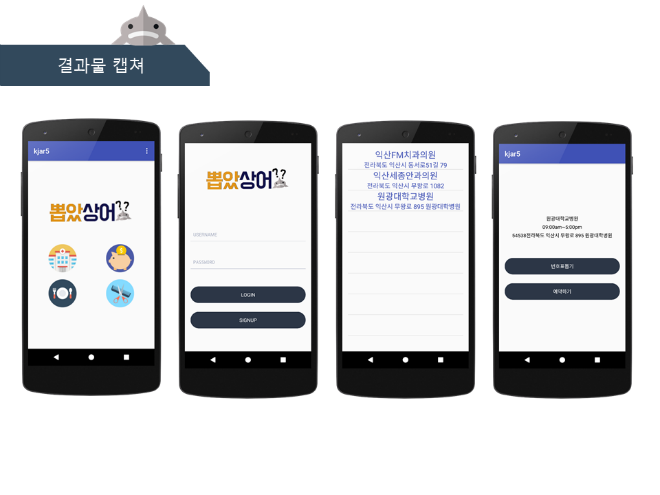 결과물 캡쳐
kjar5
뽑았상어??
뽑았상어??
USERNAME
PASSWORD
LOGIN
SIGNUP
익산FM치과의원
전라북도 익산시 동서로51길 79
익산세종안과의원
전라북도 익산시 무왕로 1082
원광대학교병원
전라북도 익산시 무왕로 895 원광대학병원
kjar5
원광대학교병원
09:00am~5:00pm
54538전라북도 익산시 무왕로 895 원광대학병원
번호표뽑기
예약하기